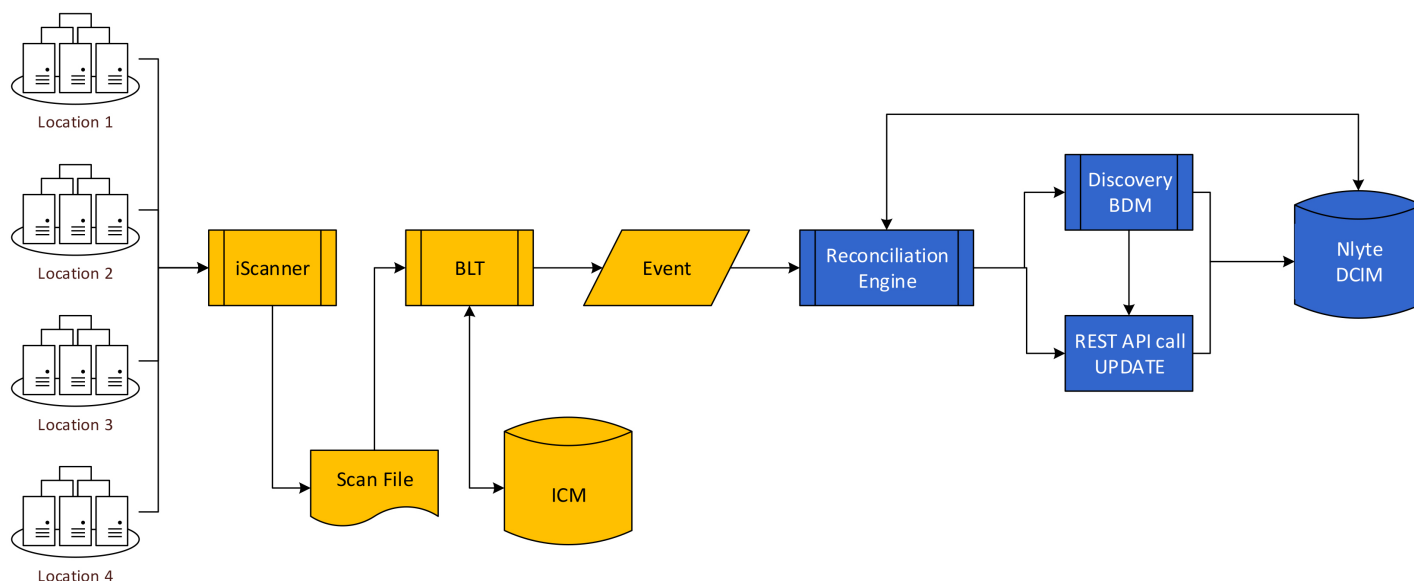 Location 1
Location 2
Location 3
Location 4
iScanner
Scan File
BLT
ICM
Event
Reconciliation
Engine
Discovery
BDM
REST API call
UPDATE
Nlyte
DCIM